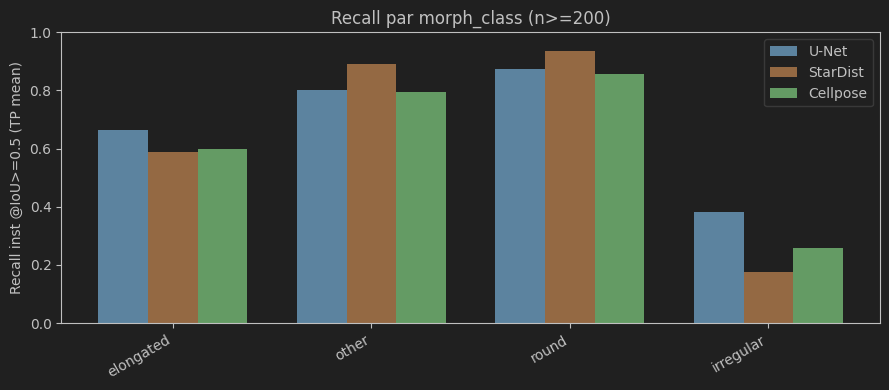 Recall par morph_class (n>=200)
U-Net
StarDist
Cellpose
Recall inst @IoU>=0.5 (TP mean)
1.0
0.8
0.6
0.4
0.2
0.0
elongated
other
round
irregular